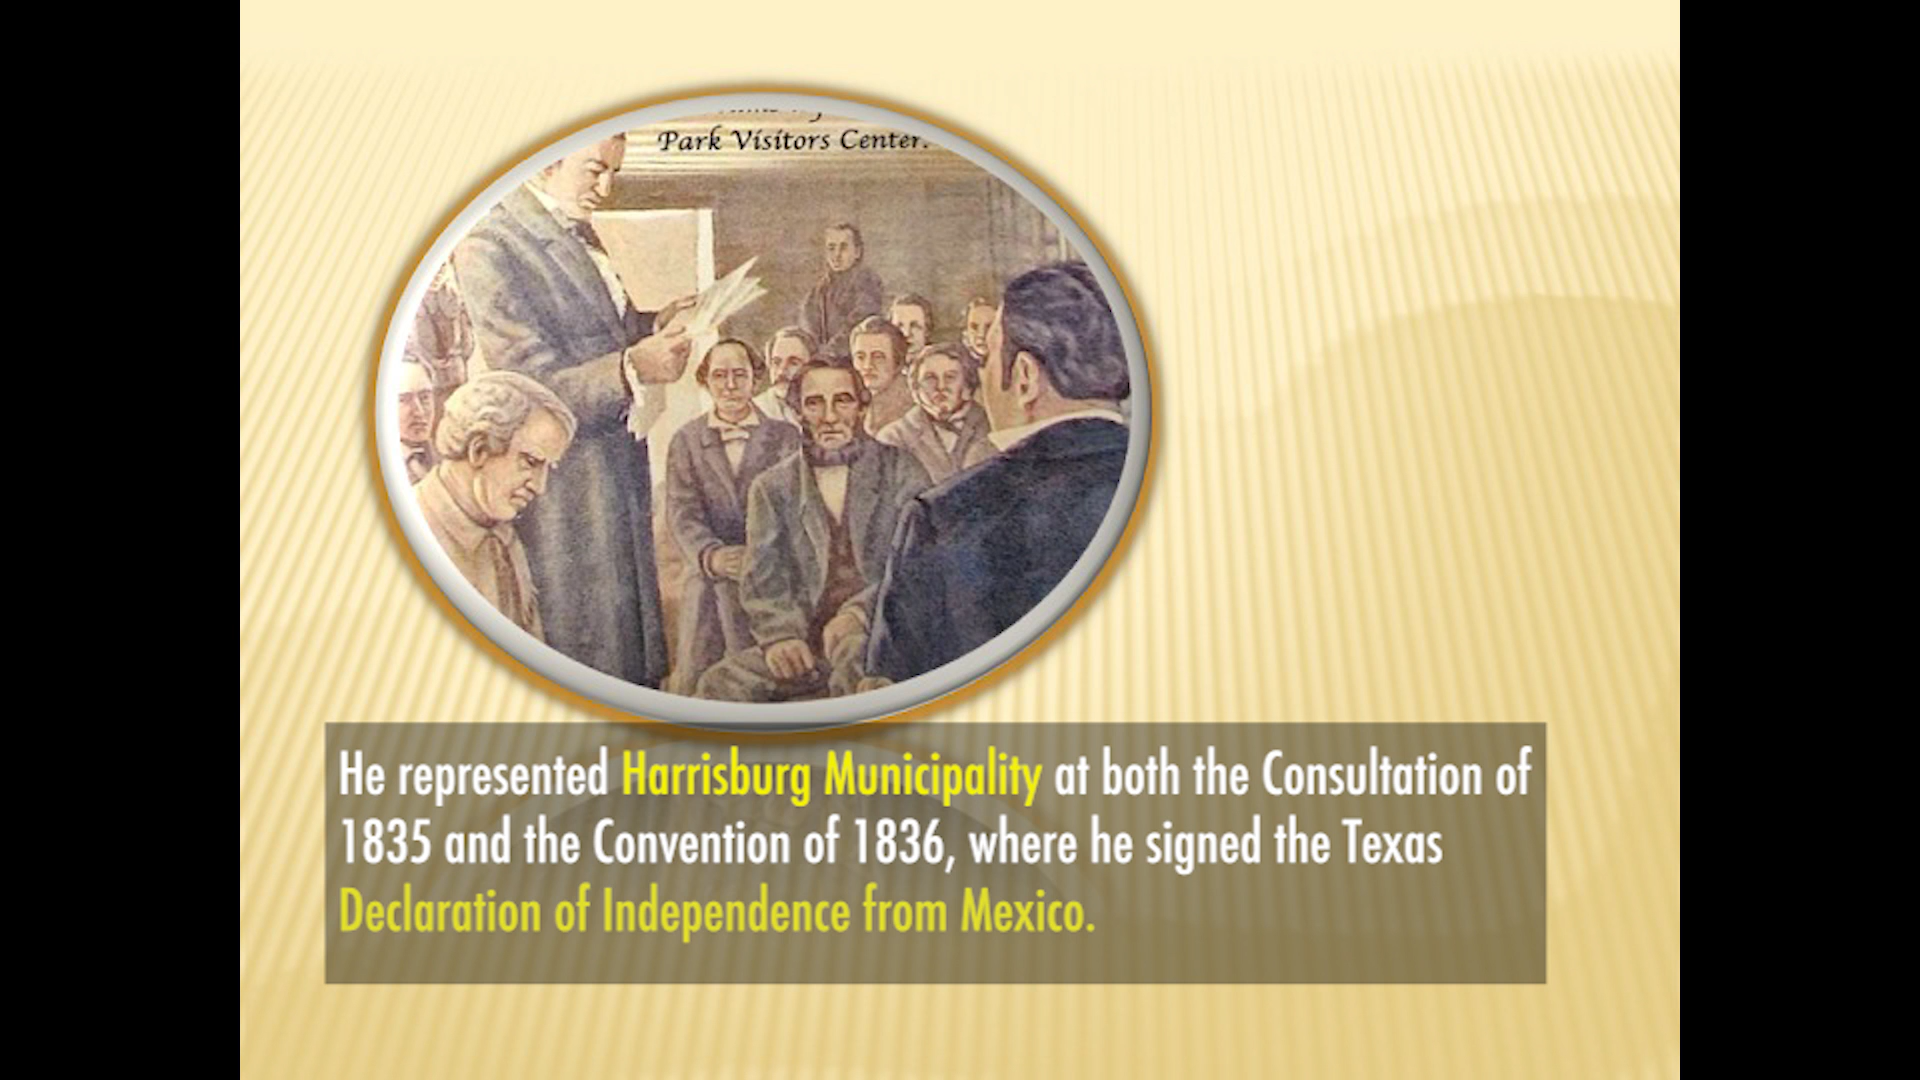 Park Visitors Center.
He represented Harrisburg Municipality at both the Consultation of
1835 and the Convention of 1836, where he signed the Texas
Declaration of Independence from Mexico.